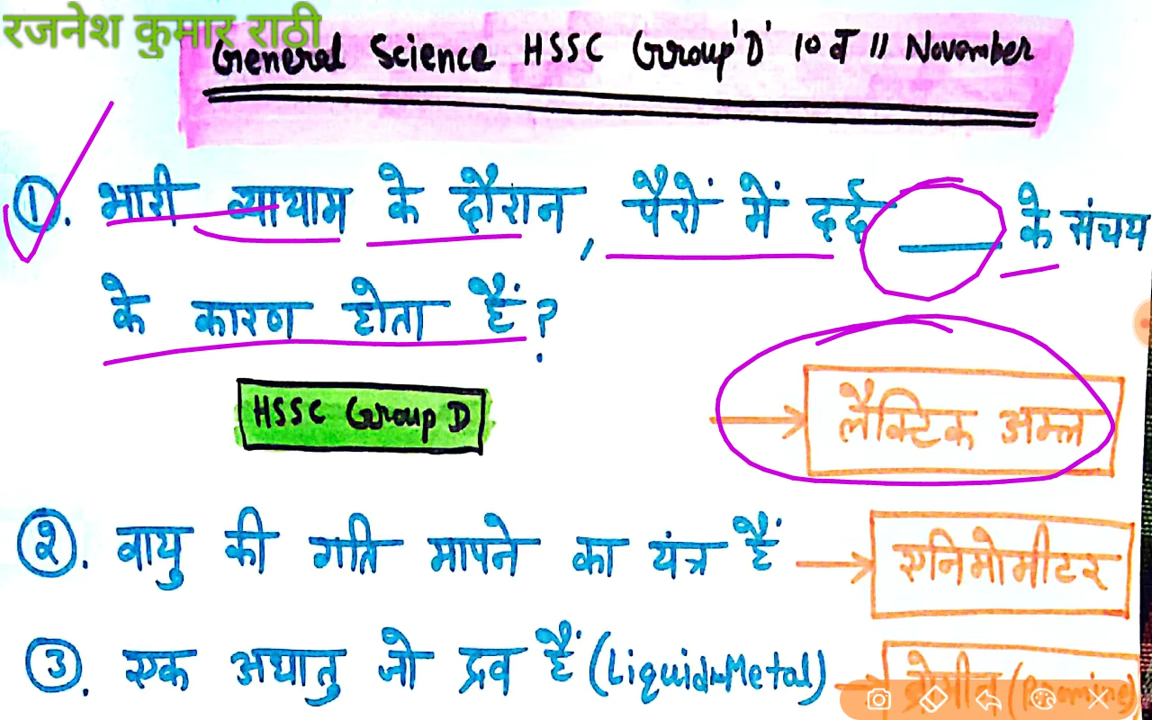 रजनेश कुमार राठी
General Science HSSC Group 'D' 10 व 11 November
①. भारी व्यायाम के दौरान, पैरों में दर्द ______ के संचय
के कारण होता हैं?
HSSC Group D
लैक्टिक अम्ल
②. वायु की गति मापने का यंत्र हैं → एनिमोमीटर
③. एक अधातु जो द्रव हैं (Liquid Metal) →